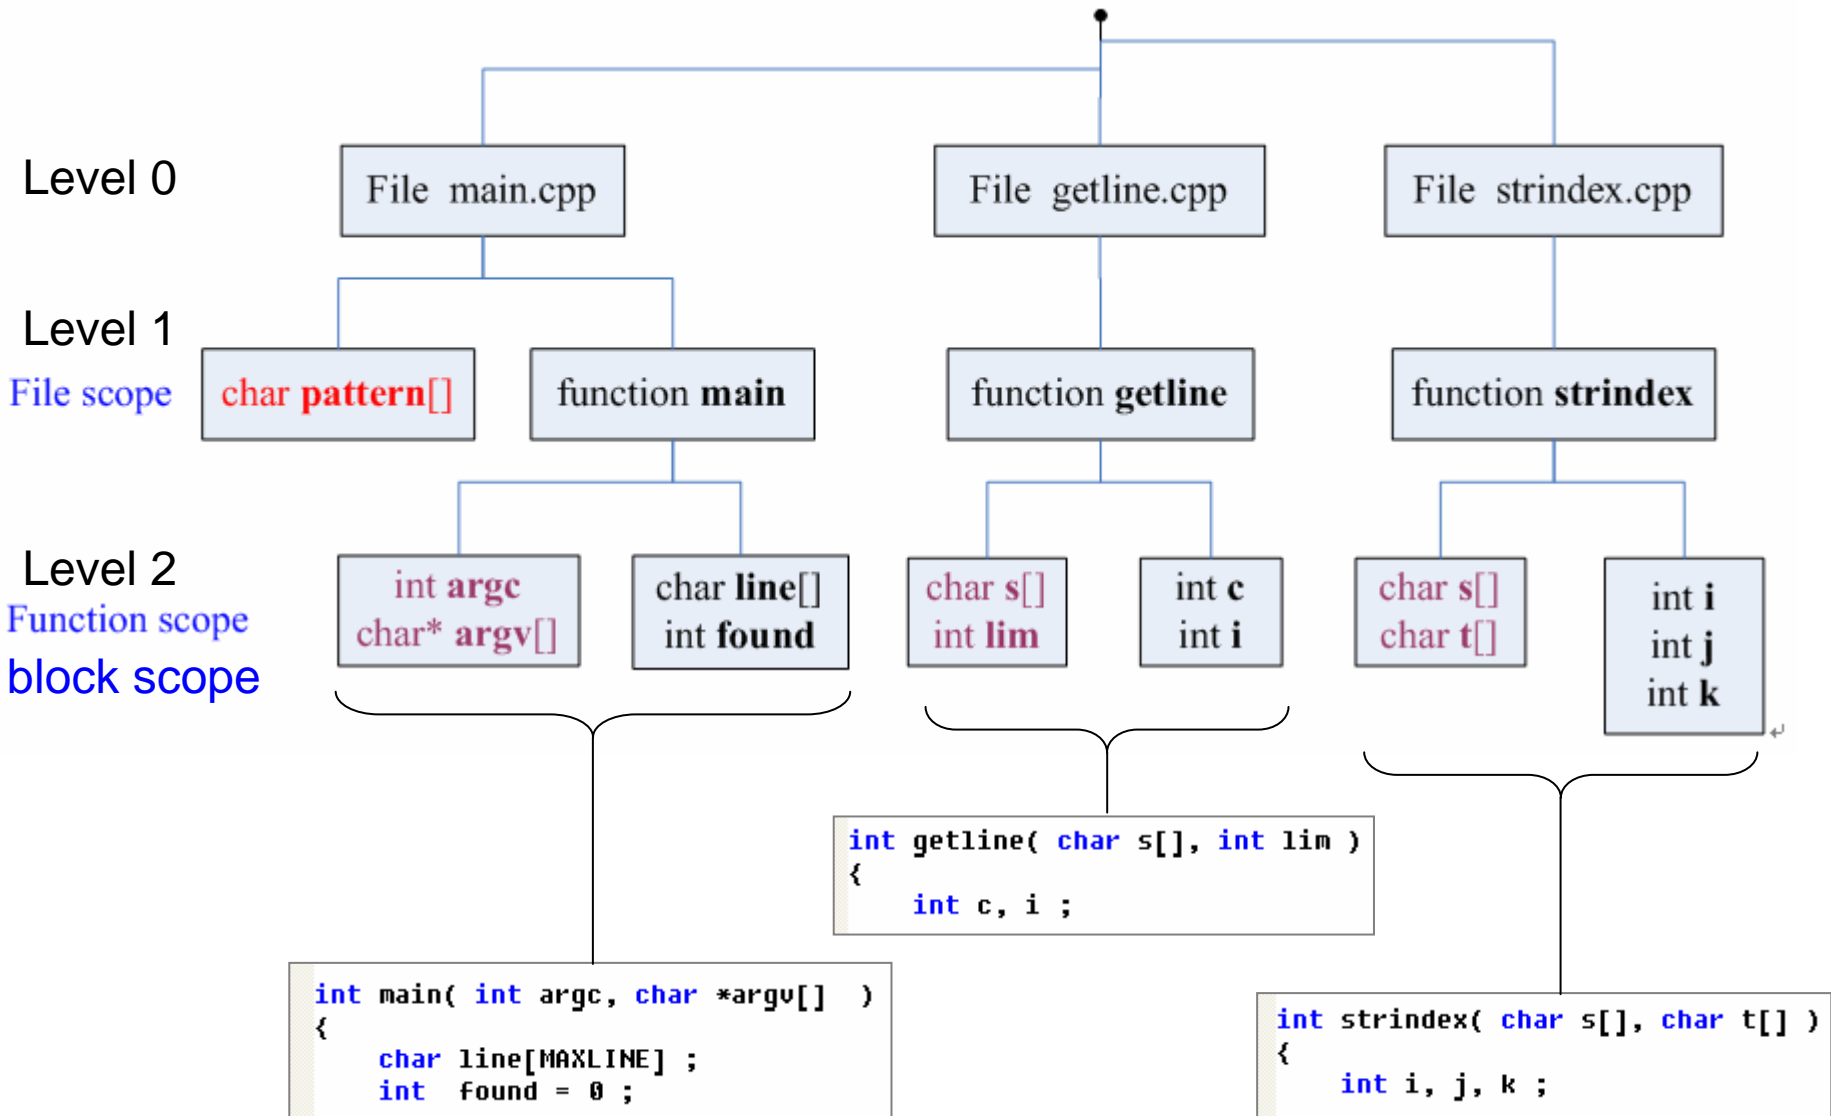 Level 0
File main.cpp
File getline.cpp
File strindex.cpp
Level 1
File scope
char pattern[]
function main
function getline
function strindex
Level 2
Function scope
block scope
int argc
char* argv[]
char line[]
int found
char s[]
int lim
int c
int i
char s[]
char t[]
int i
int j
int k
int getline( char s[], int lim )
{
int c, i ;
int main( int argc, char *argv[] )
{
char line[MAXLINE] ;
int found = 0 ;
int strindex( char s[], char t[] )
{
int i, j, k ;